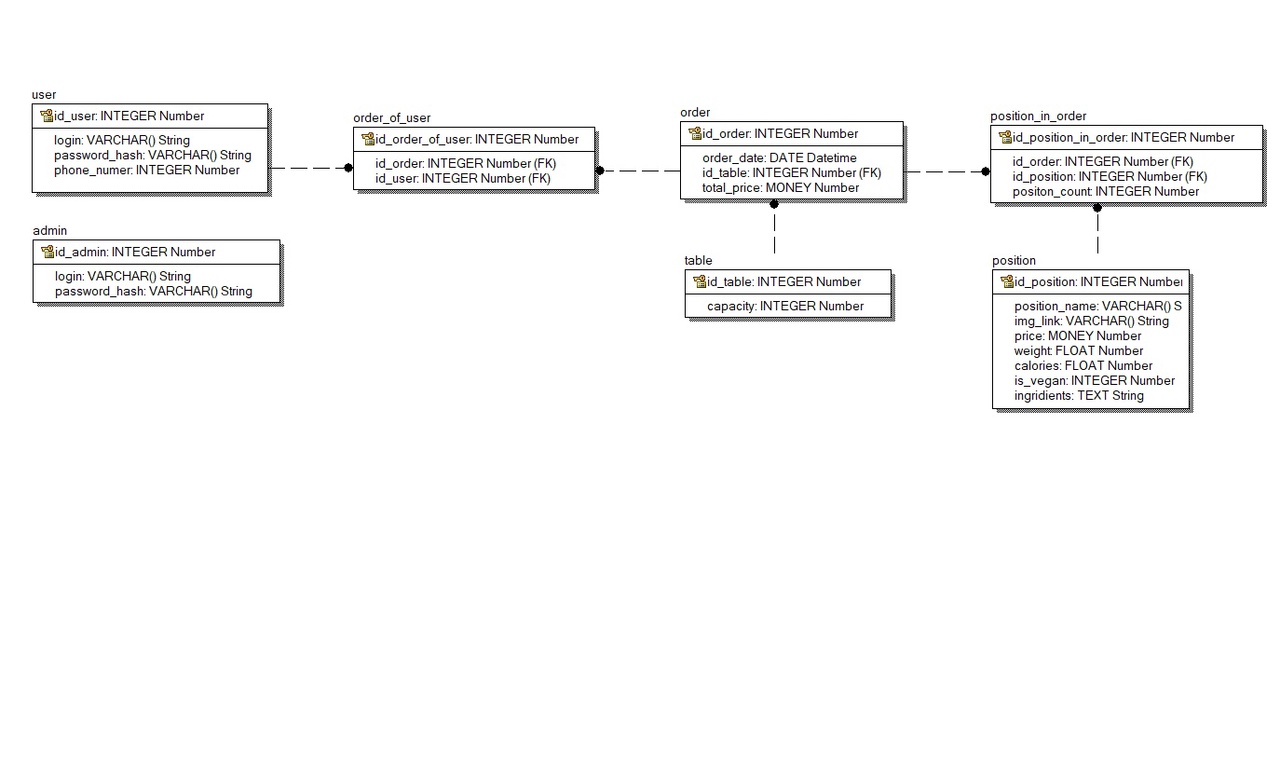 user
id_user: INTEGER Number
login: VARCHAR() String
password_hash: VARCHAR() String
phone_numer: INTEGER Number
admin
id_admin: INTEGER Number
login: VARCHAR() String
password_hash: VARCHAR() String
order_of_user
id_order_of_user: INTEGER Number
id_order: INTEGER Number (FK)
id_user: INTEGER Number (FK)
order
id_order: INTEGER Number
order_date: DATE Datetime
id_table: INTEGER Number (FK)
total_price: MONEY Number
table
id_table: INTEGER Number
capacity: INTEGER Number
position_in_order
id_position_in_order: INTEGER Number
id_order: INTEGER Number (FK)
id_position: INTEGER Number (FK)
positon_count: INTEGER Number
position
id_position: INTEGER Number
position_name: VARCHAR() S
img_link: VARCHAR() String
price: MONEY Number
weight: FLOAT Number
calories: FLOAT Number
is_vegan: INTEGER Number
ingridients: TEXT String